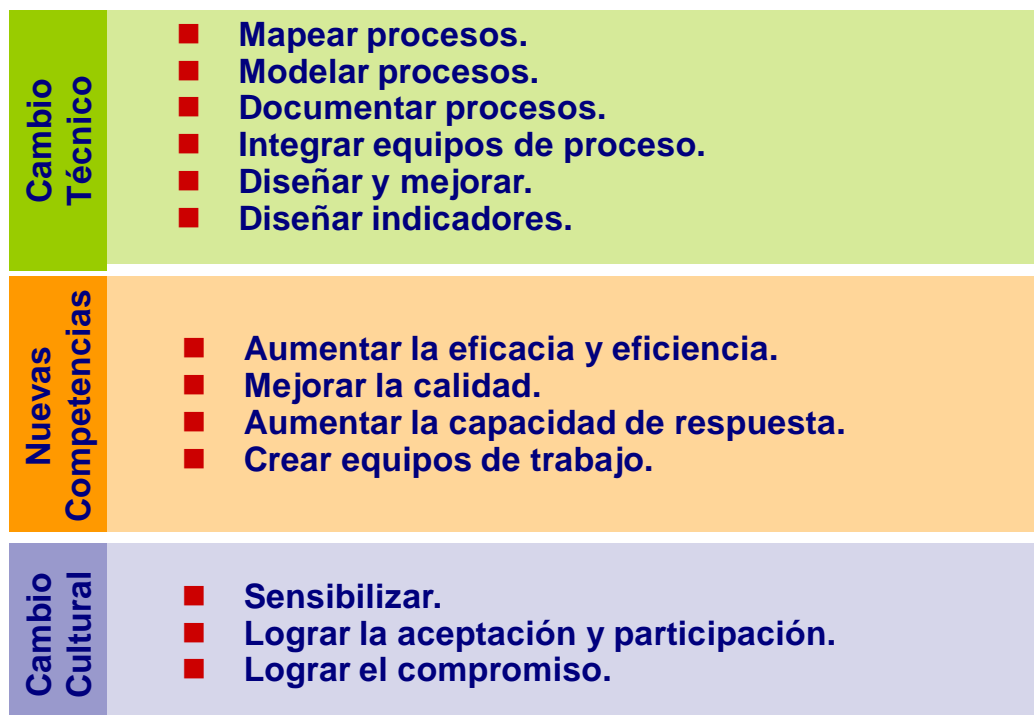 Cambio
Técnico
Mapear procesos.
Modelar procesos.
Documentar procesos.
Integrar equipos de proceso.
Diseñar y mejorar.
Diseñar indicadores.
Nuevas
Competencias
Aumentar la eficacia y eficiencia.
Mejorar la calidad.
Aumentar la capacidad de respuesta.
Crear equipos de trabajo.
Cambio
Cultural
Sensibilizar.
Lograr la aceptación y participación.
Lograr el compromiso.